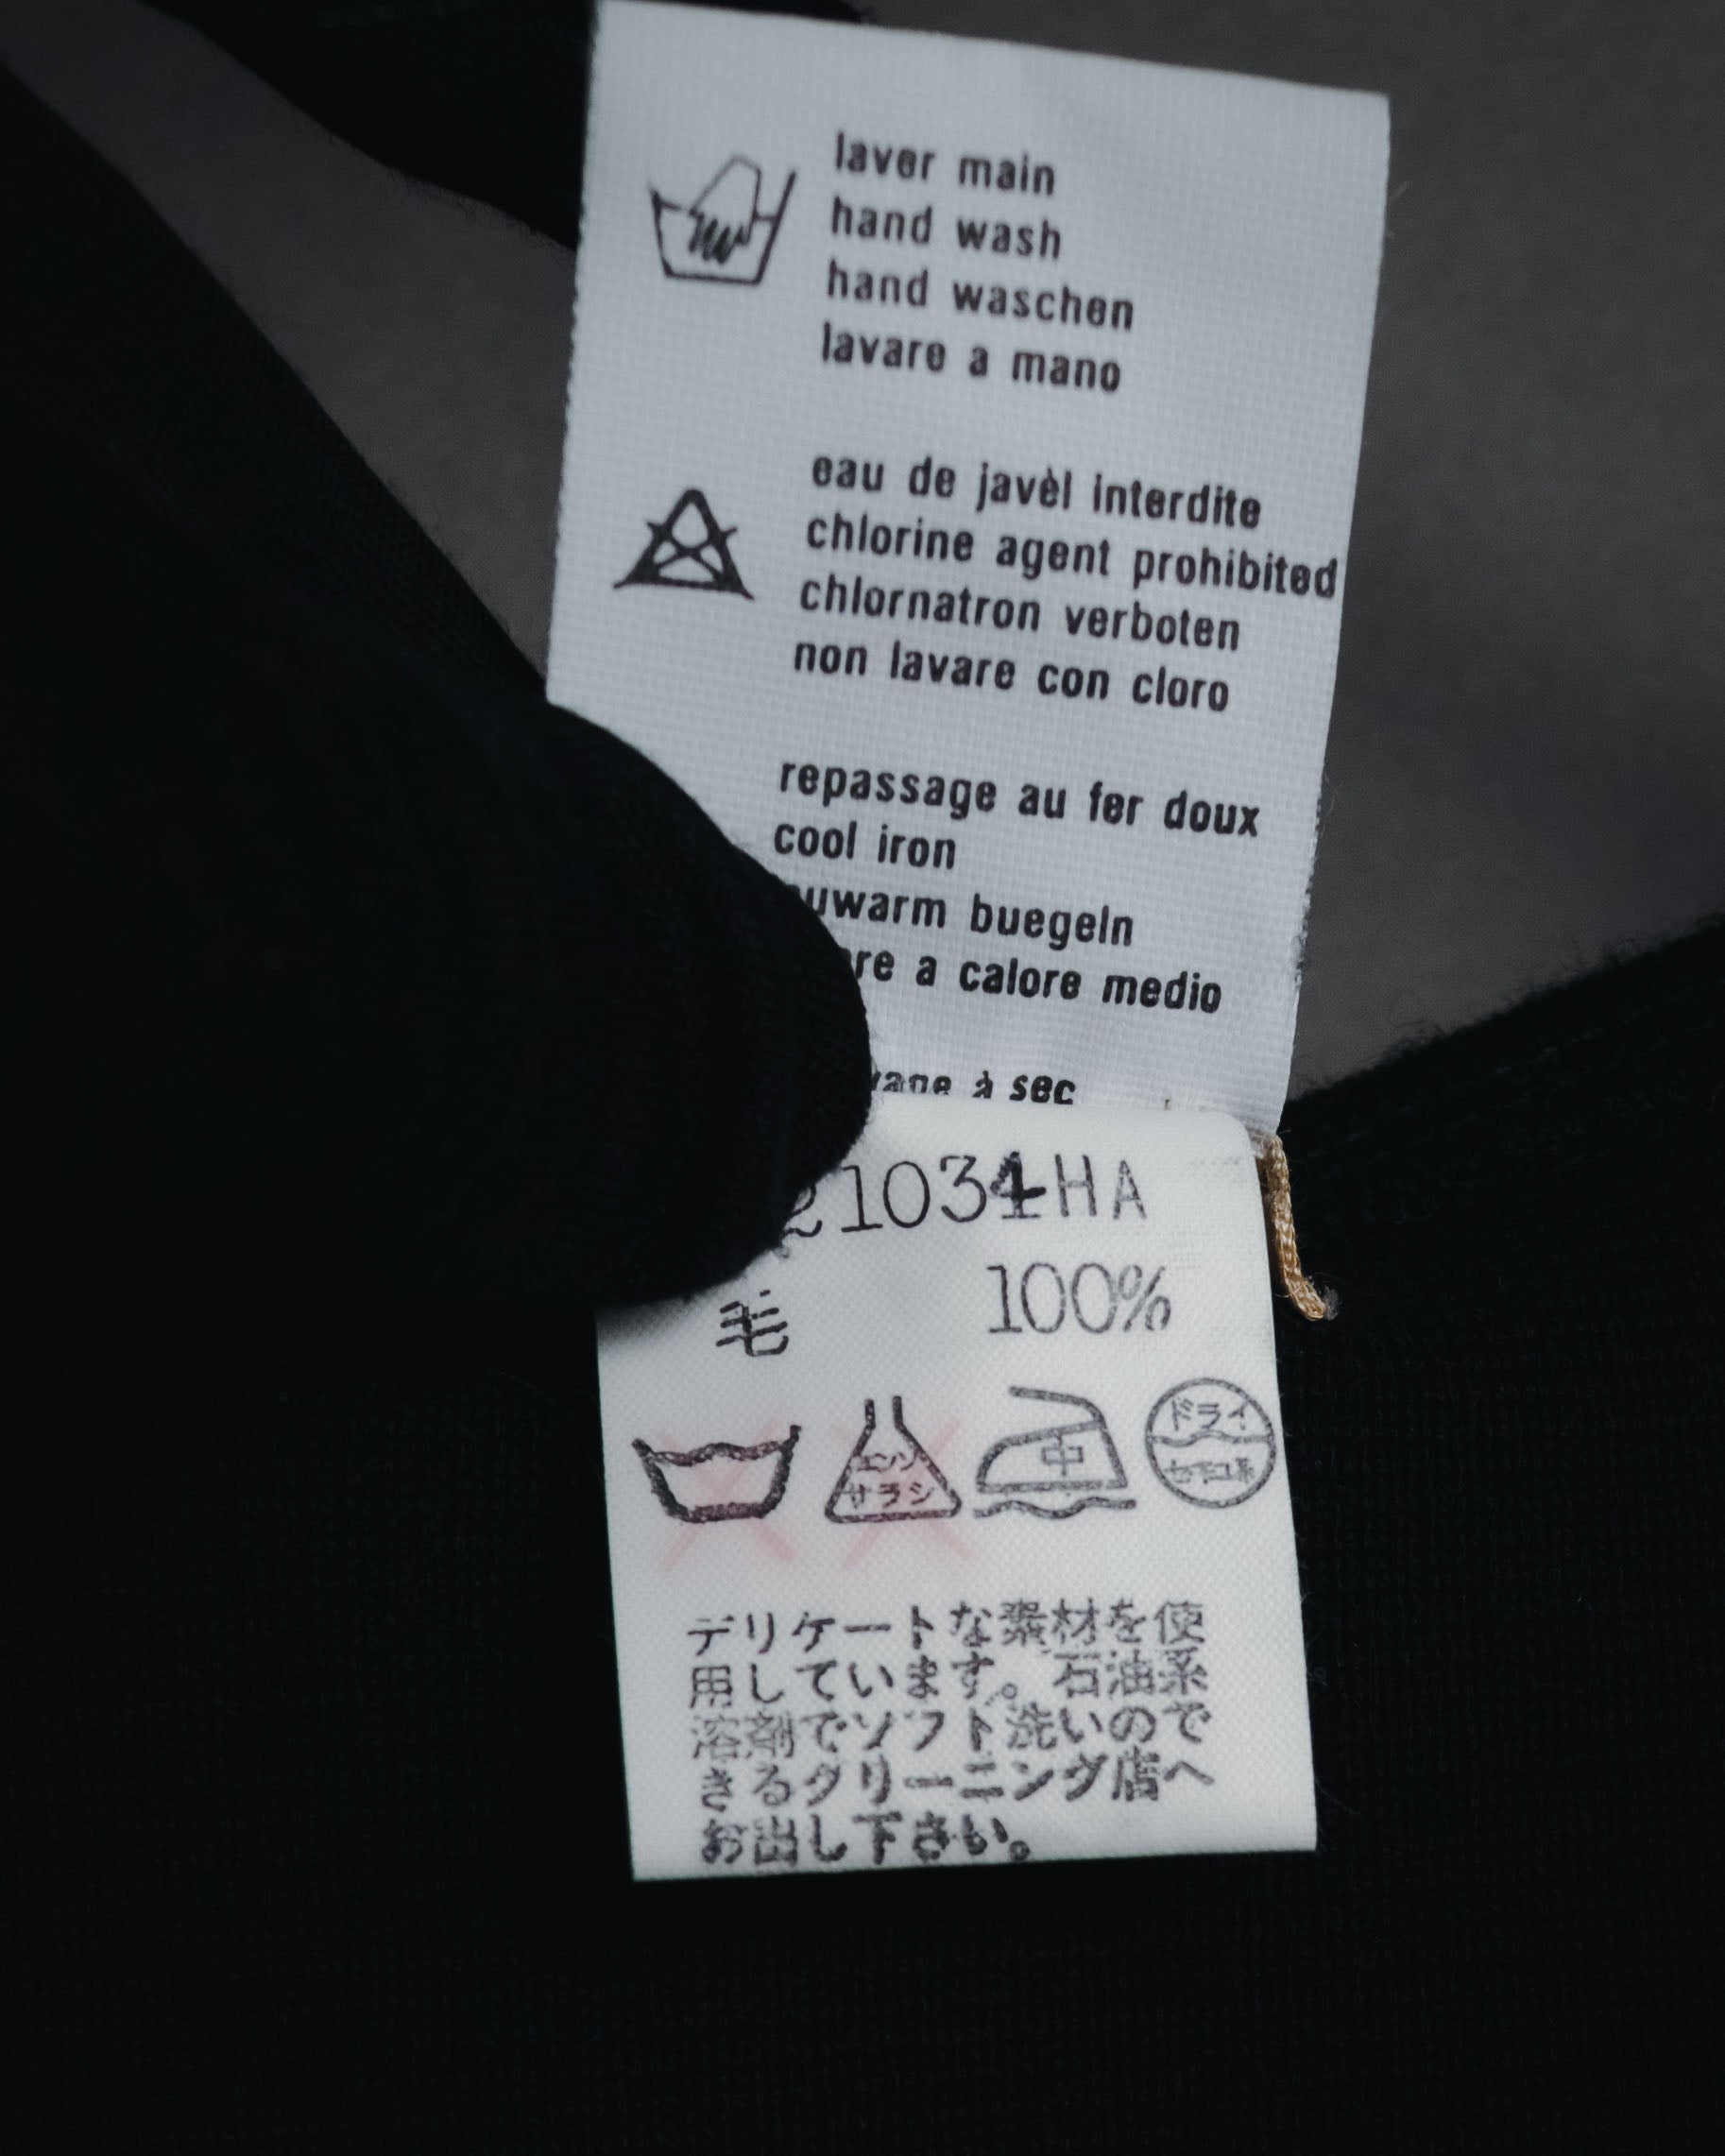 laver main
hand wash
hand waschen
lavare a mano
eau de javèl interdite
chlorine agent prohibited
chlornatron verboten
non lavare con cloro
repassage au fer doux
cool iron
buegeln
a calore medio
à sec
21034HA
毛 100%
エンソ
サラシ
中
ドライ
デリケートな素材を使
用しています。石油系
溶剤でソフト洗いので
きるクリーニング店へ
お出し下さい。